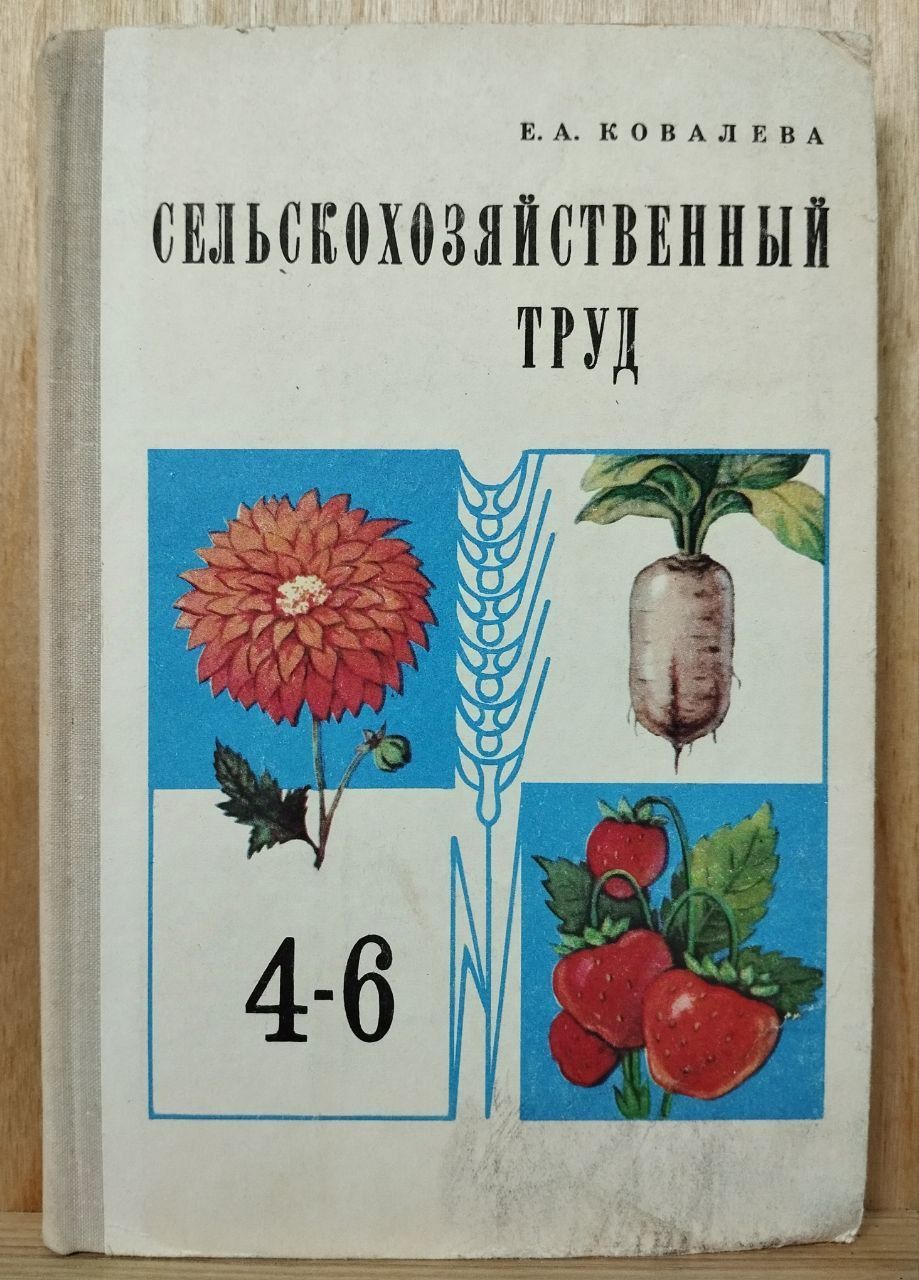 Е. А. КОВАЛЕВА
СЕЛЬСКОХОЗЯЙСТВЕННЫЙ
ТРУД
4-6